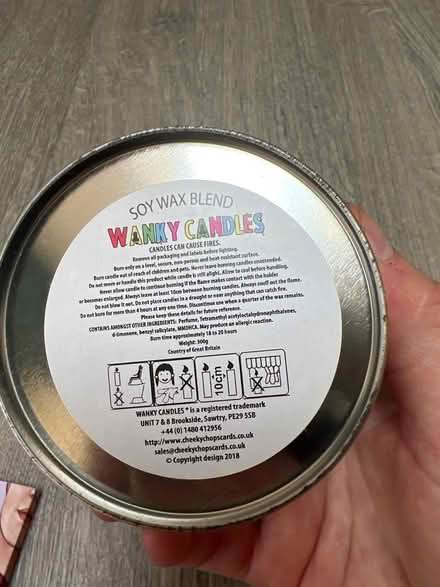 SOY WAX BLEND
WANKY CANDLES
CANDLES CAN CAUSE FIRES.
Remove all packaging and labels before lighting.
Burn only on a level, secure, non-porous and heat-resistant surface.
Burn candle out of reach of children and pets. Never leave burning candles unattended.
Do not move or handle this product while candle is still alight. Allow to cool before handling.
Never allow candle to continue burning if the flame makes contact with the holder
or becomes enlarged. Always leave at least 10cm between burning candles. Always snuff out the flame.
Do not blow it out. Do not place candles in a draught or near anything that can catch fire.
Do not burn for more than 4 hours at any one time. Discontinue use when a quarter of the wax remains.
Please keep these details for future reference.
CONTAINS AMONGST OTHER INGREDIENTS: Perfume, Tetramethyl acetyloctahydronaphthalenes,
d-limonene, benzyl salicylate, MMDHCA. May produce an allergic reaction.
Burn time approximately 18 to 20 hours
Weight: 300g
Country of Great Britain
10cm
WANKY CANDLES ® is a registered trademark
UNIT 7 & 8 Brookside, Sawtry, PE29 5SB
+44 (0) 1480 412956
http://www.cheekychopscards.co.uk
sales@cheekychopscards.co.uk
© Copyright design 2018